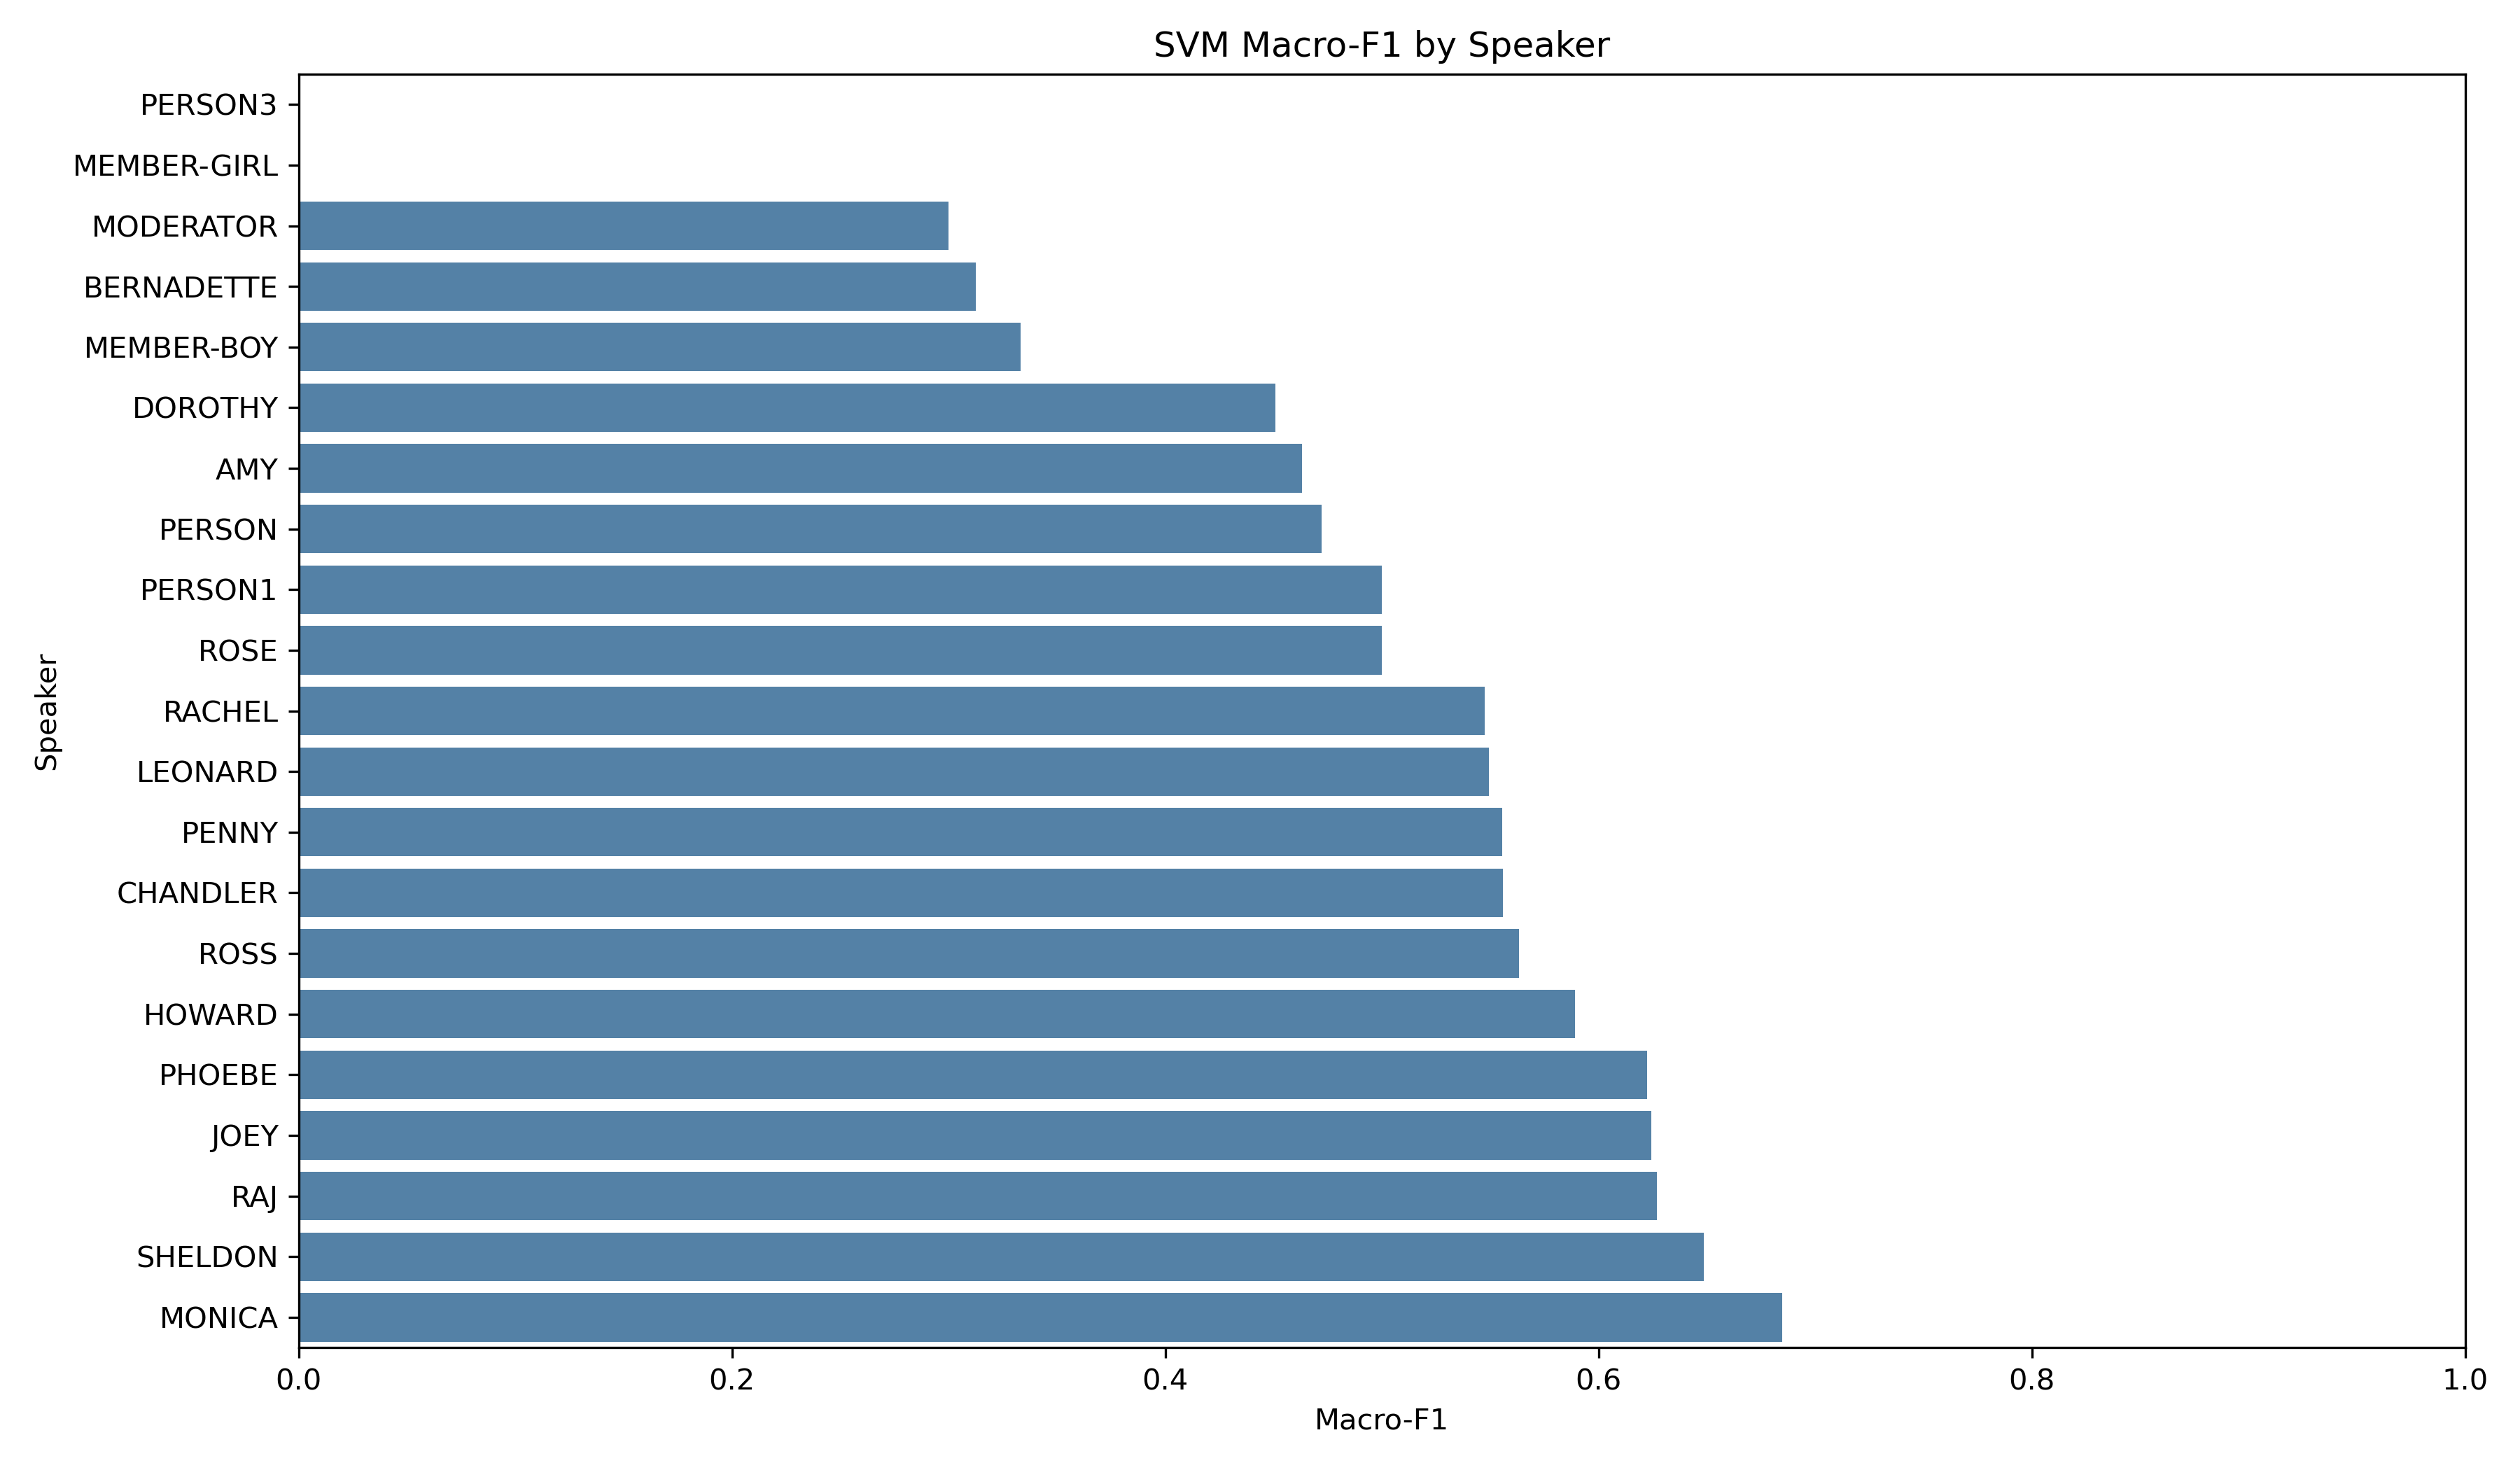 SVM Macro-F1 by Speaker
Speaker
PERSON3
MEMBER-GIRL
MODERATOR
BERNADETTE
MEMBER-BOY
DOROTHY
AMY
PERSON
PERSON1
ROSE
RACHEL
LEONARD
PENNY
CHANDLER
ROSS
HOWARD
PHOEBE
JOEY
RAJ
SHELDON
MONICA
0.0 0.2 0.4 0.6 0.8 1.0
Macro-F1